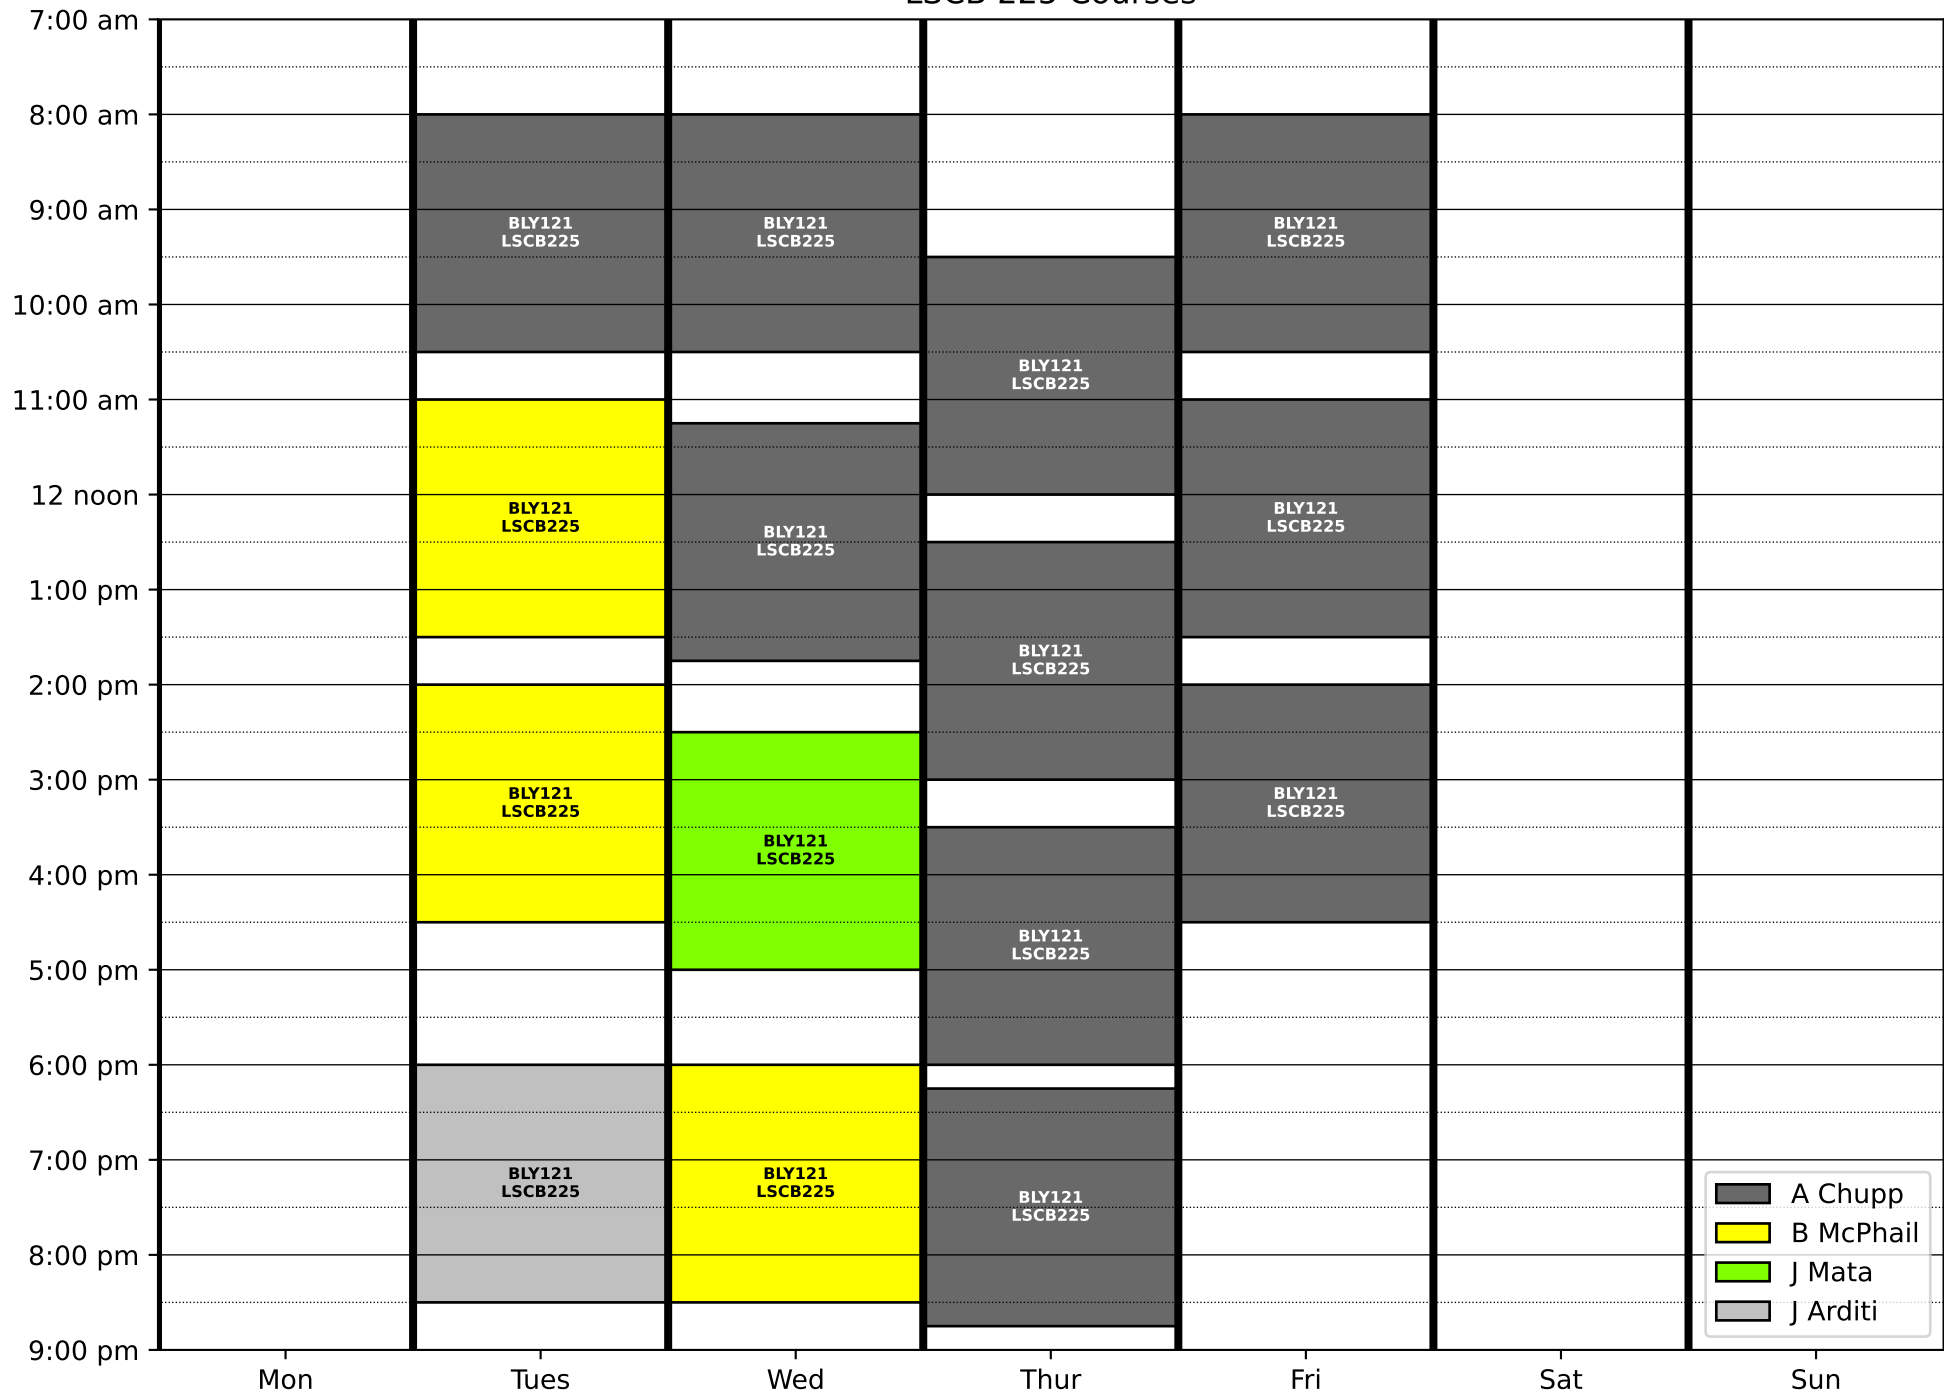 LSCB 225 Courses
7:00 am
8:00 am
9:00 am
10:00 am
11:00 am
12 noon
1:00 pm
2:00 pm
3:00 pm
4:00 pm
5:00 pm
6:00 pm
7:00 pm
8:00 pm
9:00 pm
BLY121
LSCB225
BLY121
LSCB225
BLY121
LSCB225
BLY121
LSCB225
BLY121
LSCB225
BLY121
LSCB225
BLY121
LSCB225
BLY121
LSCB225
BLY121
LSCB225
BLY121
LSCB225
BLY121
LSCB225
BLY121
LSCB225
BLY121
LSCB225
BLY121
LSCB225
BLY121
LSCB225
A Chupp
B McPhail
J Mata
J Arditi
Mon Tues Wed Thur Fri Sat Sun